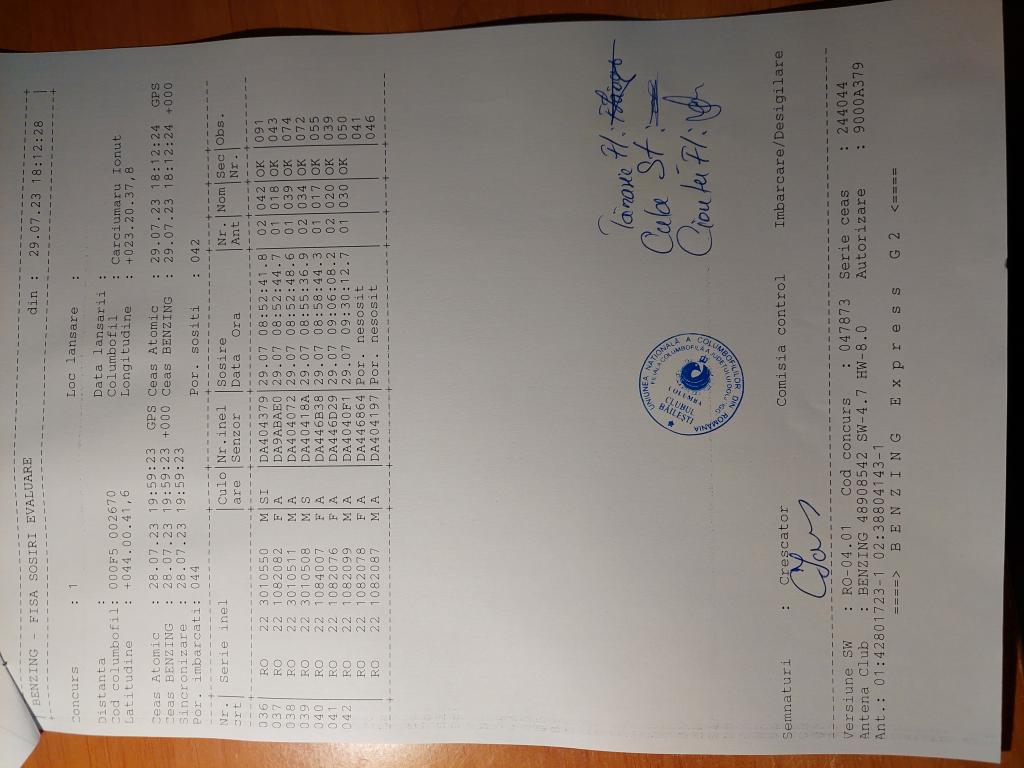 BENZING - FISA SOSIRI EVALUARE din : 29.07.23 18:12:28
Concurs : 1 Loc lansare :
Distanta : Data lansarii :
Cod columbofil: 000F5.002670 Columbofil : Carciumaru Ionut
Latitudine : +044.00.41,6 Longitudine : +023.20.37,8
Ceas Atomic : 28.07.23 19:59:23 GPS Ceas Atomic : 29.07.23 18:12:24 GPS
Ceas BENZING : 28.07.23 19:59:23 +000 Ceas BENZING : 29.07.23 18:12:24 +000
Sincronizare : 28.07.23 19:59:23
Por. imbarcati: 044 Por. sositi : 042
Nr.| Serie inel |Culo|Nr.inel |Sosire |Nr.|Nom|Sec|Obs.
crt| |are |Senzor |Data Ora |Ant| |Nr.|
036 RO 22 3010550 M SI DA404379 29.07 08:52:41.8 02 042 OK 091
037 RO 22 1082082 F A DA9ABAE0 29.07 08:52:44.7 01 018 OK 043
038 RO 22 3010511 M A DA404072 29.07 08:52:48.6 01 039 OK 074
039 RO 22 3010508 M S DA40418A 29.07 08:55:36.9 02 034 OK 072
040 RO 22 1084007 F A DA446B38 29.07 08:58:44.3 01 017 OK 055
041 RO 22 1082076 F A DA446D29 29.07 09:06:08.2 02 020 OK 039
042 RO 22 1082099 M A DA4040F1 29.07 09:30:12.7 01 030 OK 050
RO 22 1082078 F A DA446864 Por. nesosit 041
RO 22 1082087 M A DA404197 Por. nesosit 046
UNIUNEA NAȚIONALĂ A COLUMBOFILILOR DIN ROMÂNIA
COLUMBA
CLUBUL
BĂILEȘTI
Semnaturi : Crescator Comisia control Imbarcare/Desigilare
Versiune SW : RO-04.01 Cod concurs : 047873 Serie ceas : 244044
Antena Club : BENZING 48908542 SW-4.7 HW-8.0 Autorizare : 9000A379
Ant.: 01:42801723-1 02:38804143-1
====> B E N Z I N G E x p r e s s G 2 <====